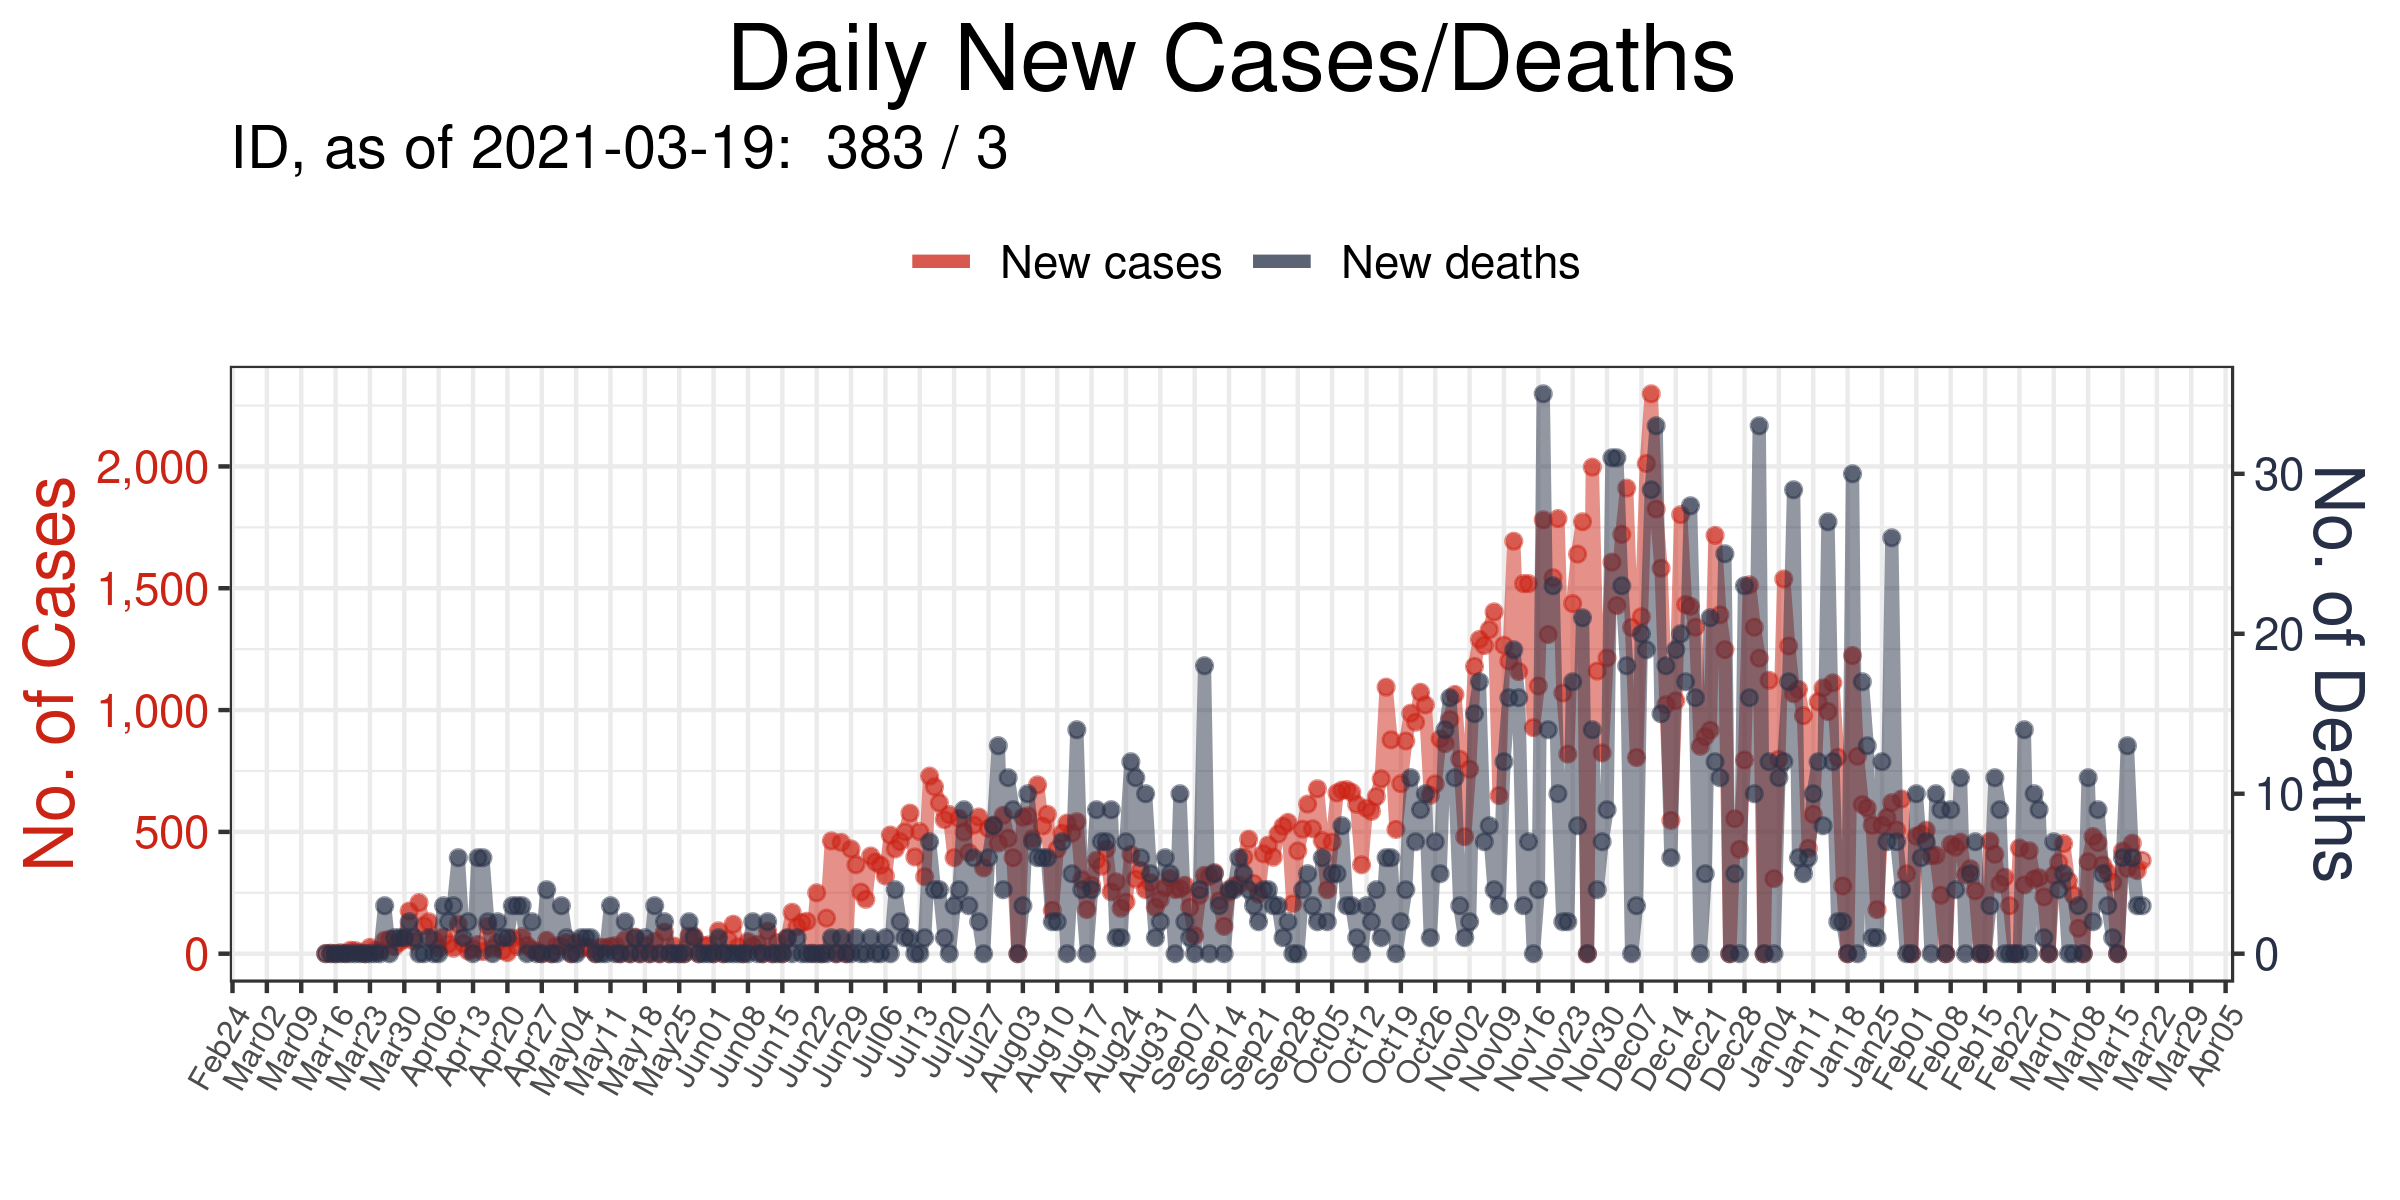 Daily New Cases/Deaths
ID, as of 2021-03-19: 383 / 3
New cases
New deaths
No. of Cases
2,000
1,500
1,000
500
0
30
20
10
0
No. of Deaths
Feb24
Mar02
Mar09
Mar16
Mar23
Mar30
Apr06
Apr13
Apr20
Apr27
May04
May11
May18
May25
Jun01
Jun08
Jun15
Jun22
Jun29
Jul06
Jul13
Jul20
Jul27
Aug03
Aug10
Aug17
Aug24
Aug31
Sep07
Sep14
Sep21
Sep28
Oct05
Oct12
Oct19
Oct26
Nov02
Nov09
Nov16
Nov23
Nov30
Dec07
Dec14
Dec21
Dec28
Jan04
Jan11
Jan18
Jan25
Feb01
Feb08
Feb15
Feb22
Mar01
Mar08
Mar15
Mar22
Mar29
Apr05